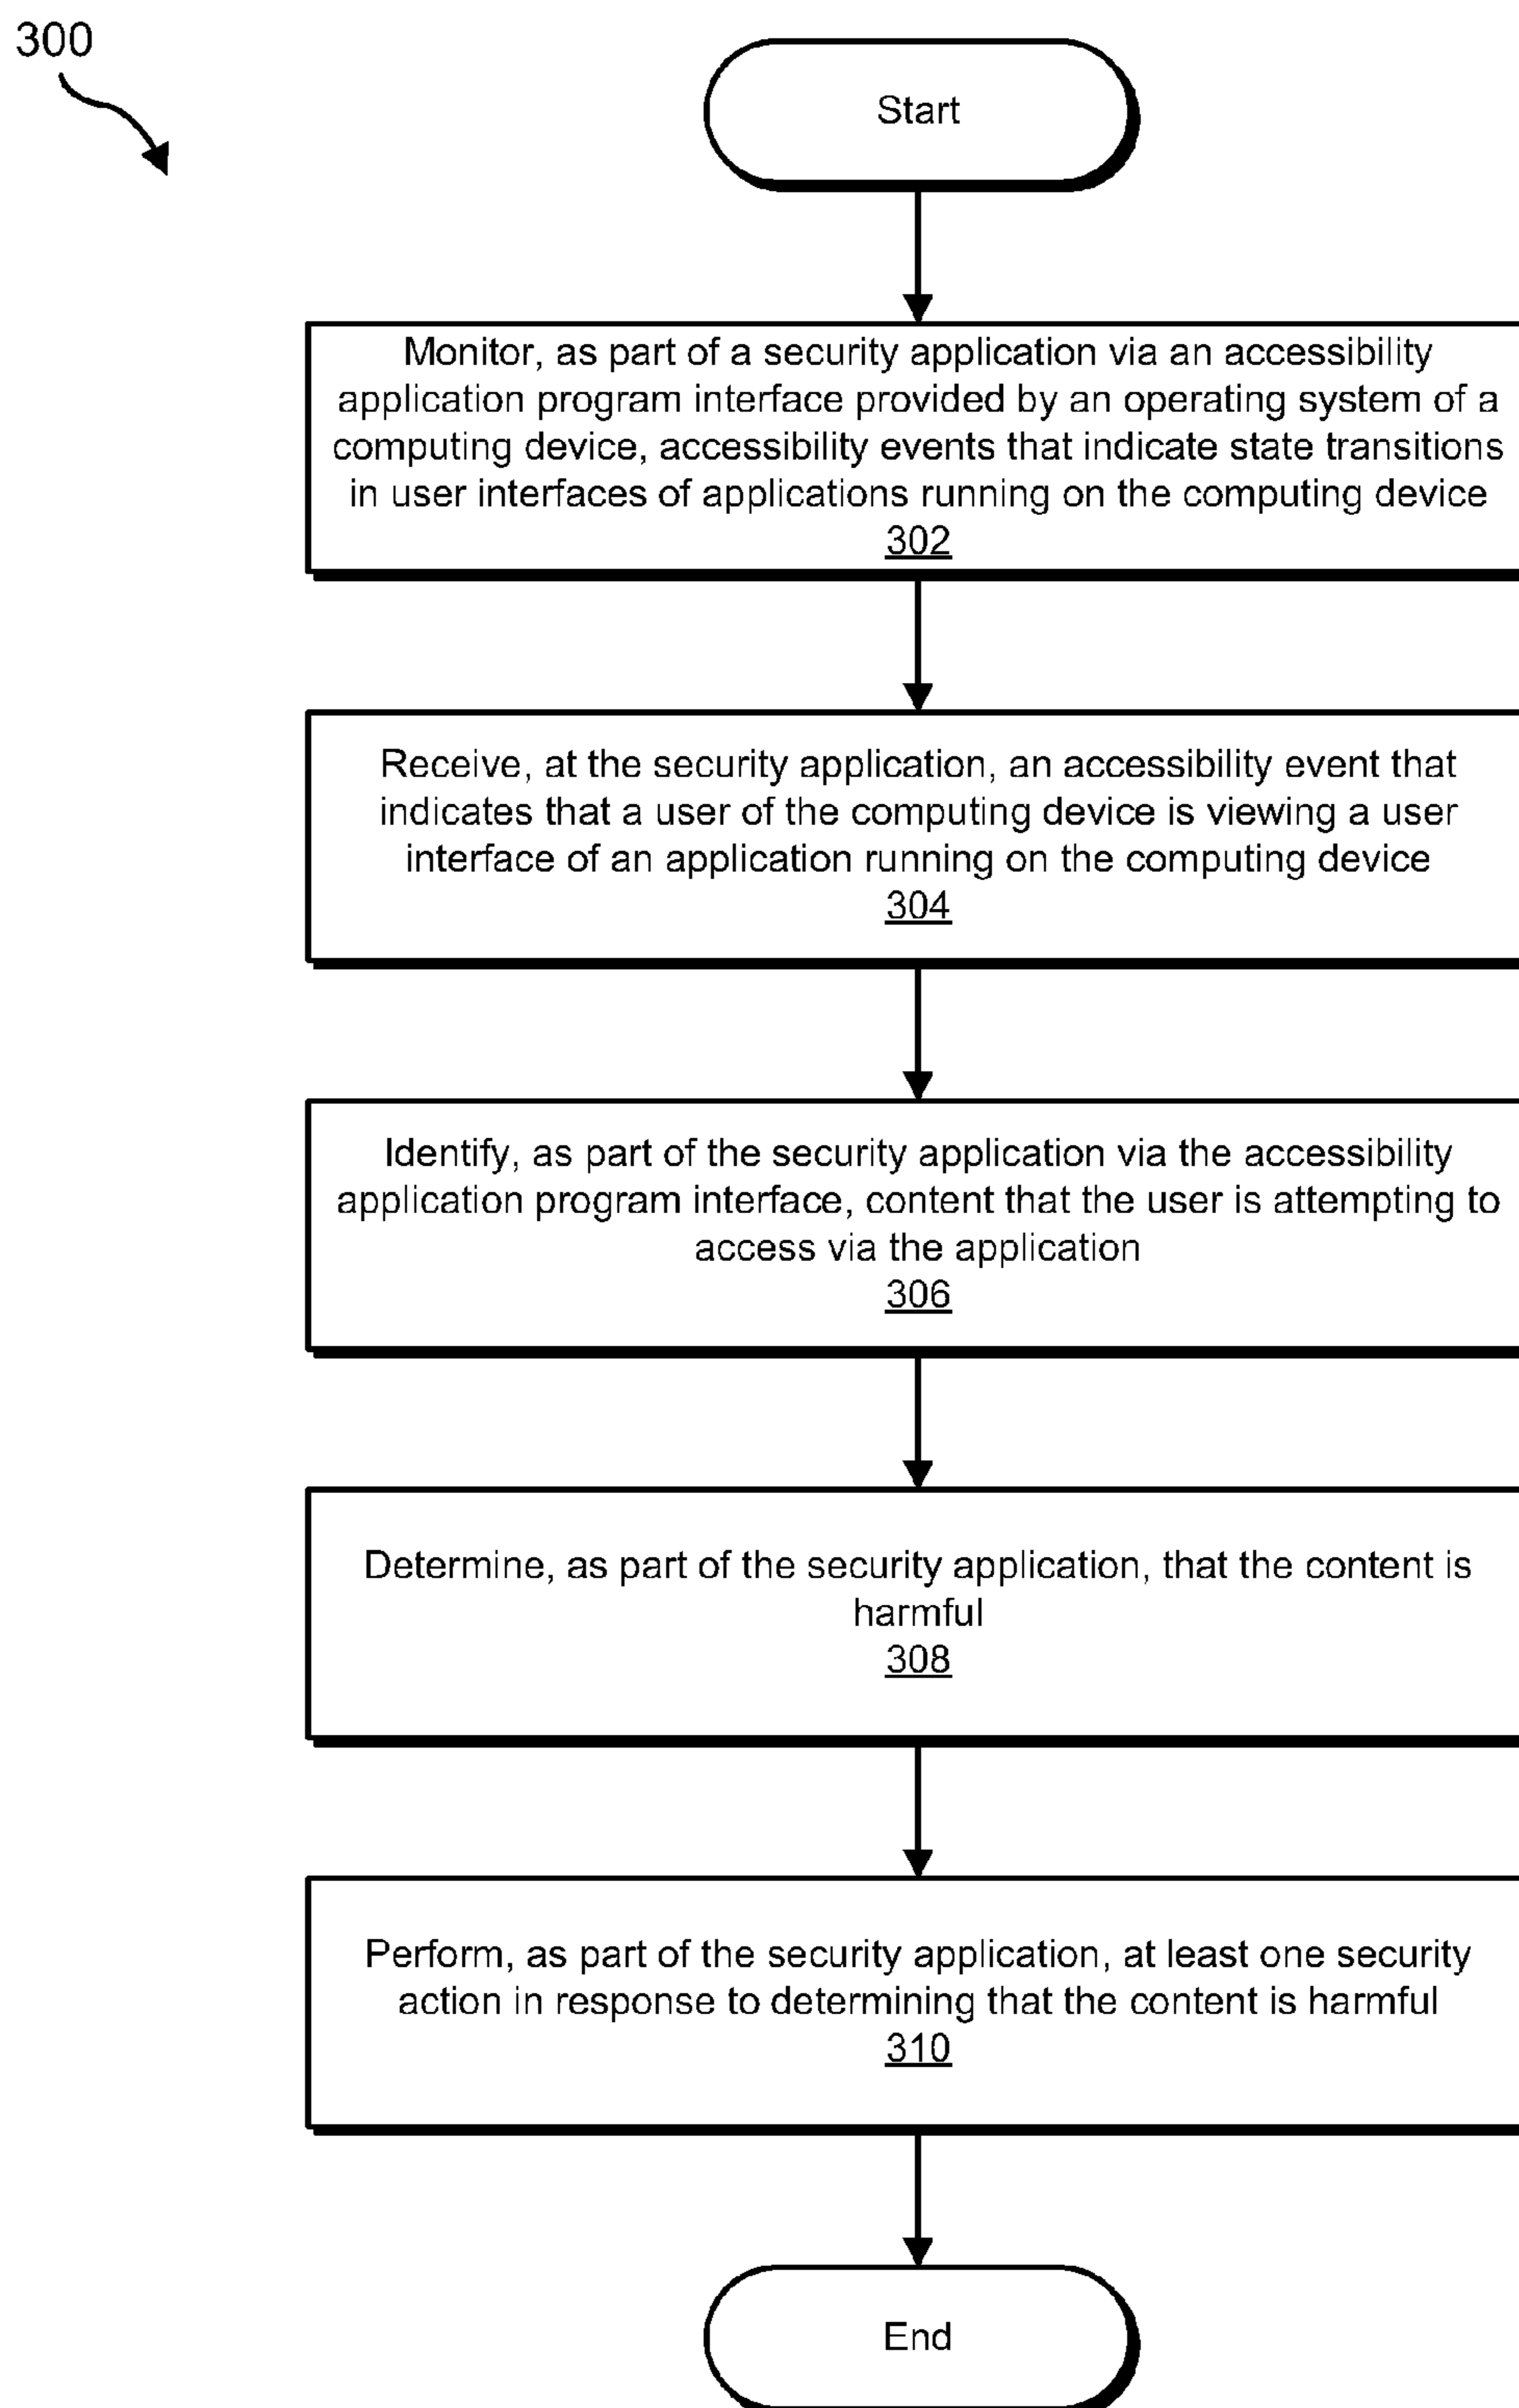 300
Start
Monitor, as part of a security application via an accessibility
application program interface provided by an operating system of a
computing device, accessibility events that indicate state transitions
in user interfaces of applications running on the computing device
302
Receive, at the security application, an accessibility event that
indicates that a user of the computing device is viewing a user
interface of an application running on the computing device
304
Identify, as part of the security application via the accessibility
application program interface, content that the user is attempting to
access via the application
306
Determine, as part of the security application, that the content is
harmful
308
Perform, as part of the security application, at least one security
action in response to determining that the content is harmful
310
End